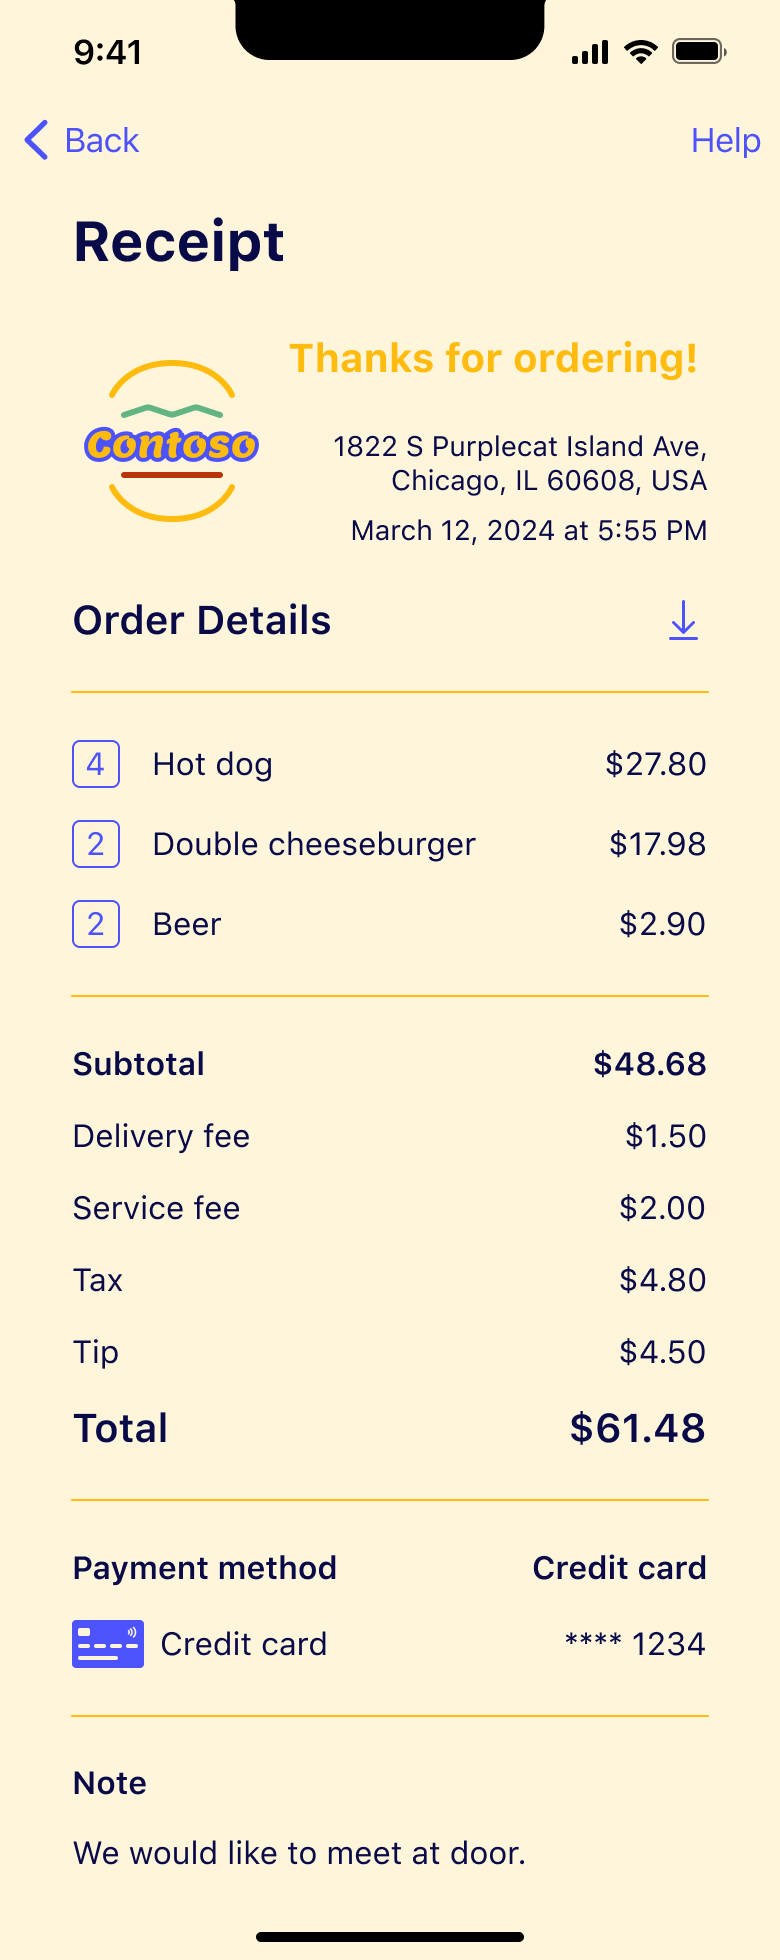 9:41
Back Help
Receipt
Thanks for ordering!
Contoso
1822 S Purplecat Island Ave,
Chicago, IL 60608, USA
March 12, 2024 at 5:55 PM
Order Details
4 Hot dog $27.80
2 Double cheeseburger $17.98
2 Beer $2.90
Subtotal $48.68
Delivery fee $1.50
Service fee $2.00
Tax $4.80
Tip $4.50
Total $61.48
Payment method Credit card
Credit card **** 1234
Note
We would like to meet at door.